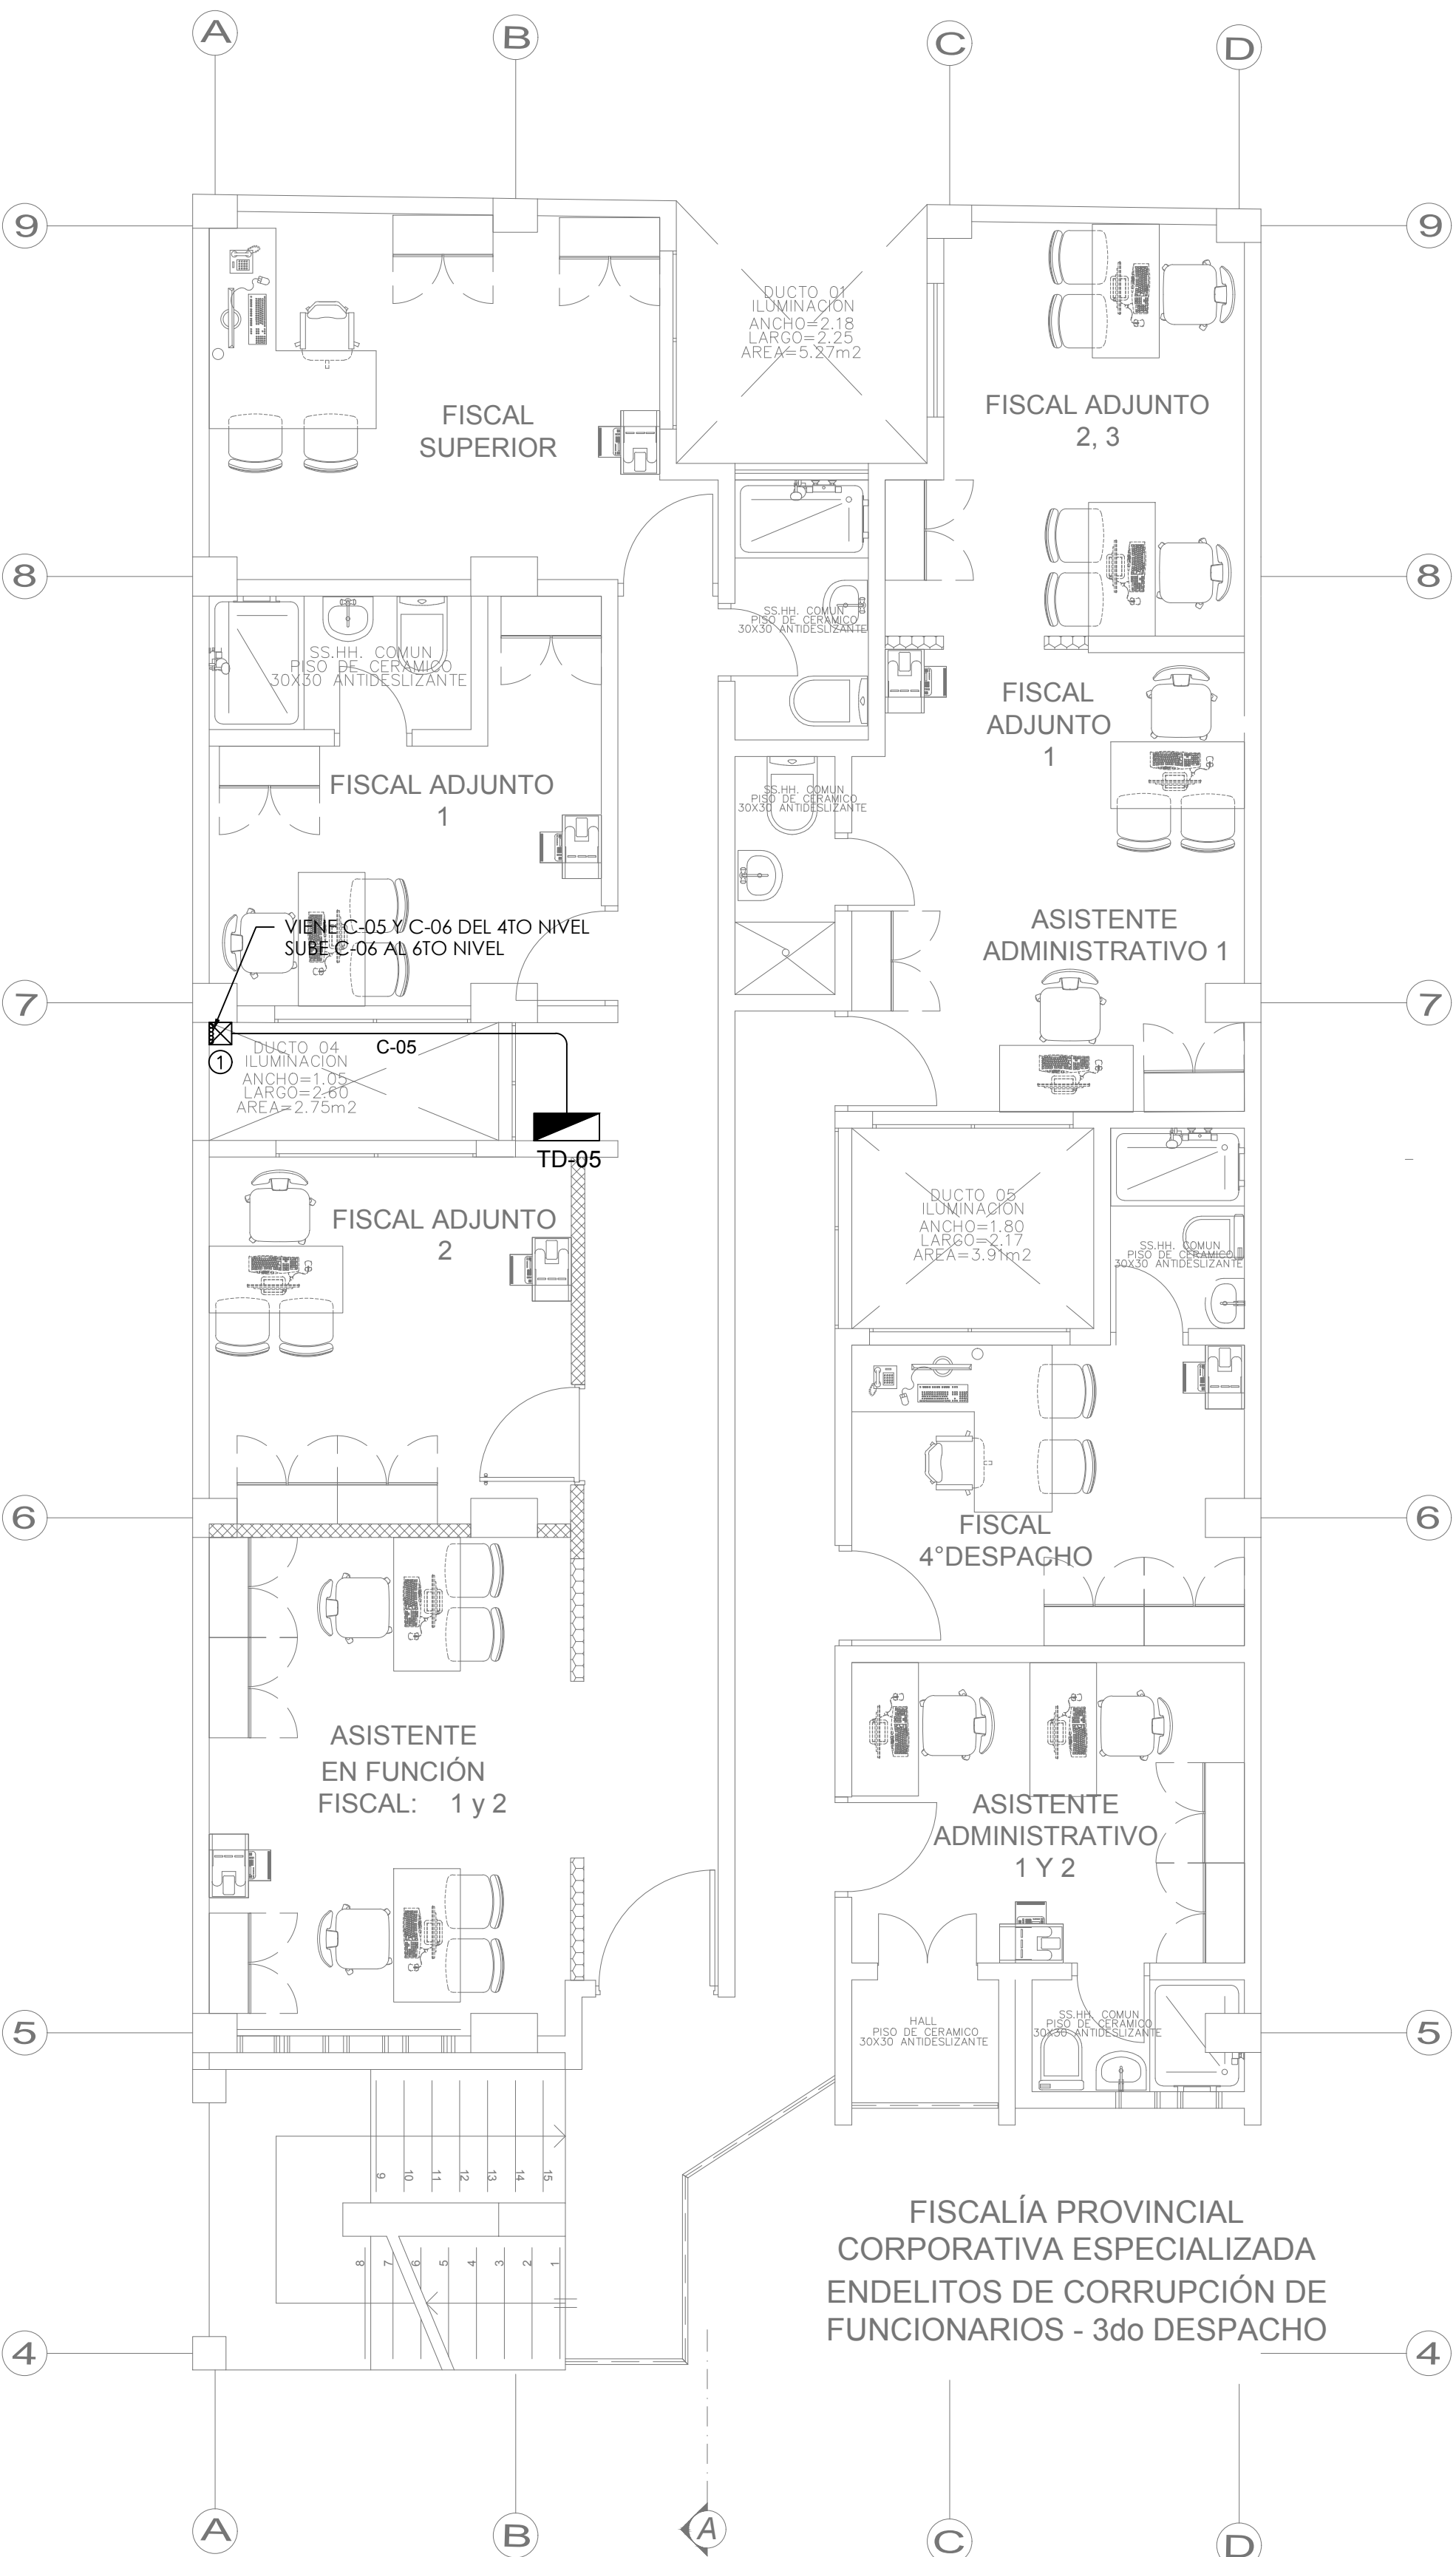 A
B
C
D
9
9
DUCTO 01
ILUMINACIÓN
ANCHO=2.18
LARGO=2.25
AREA=5.27m2
FISCAL
SUPERIOR
FISCAL ADJUNTO
2, 3
8
8
SS.HH. COMUN
PISO DE CERAMICO
30X30 ANTIDESLIZANTE
SS.HH. COMUN
PISO DE CERAMICO
30X30 ANTIDESLIZANTE
FISCAL
ADJUNTO
1
FISCAL ADJUNTO
1
SS.HH. COMUN
PISO DE CERAMICO
30X30 ANTIDESLIZANTE
VIENE C-05 Y C-06 DEL 4TO NIVEL
SUBE C-06 AL 6TO NIVEL
ASISTENTE
ADMINISTRATIVO 1
7
7
1
C-05
DUCTO 04
ILUMINACION
ANCHO=1.05
LARGO=2.60
AREA=2.75m2
TD-05
FISCAL ADJUNTO
2
DUCTO 05
ILUMINACIÓN
ANCHO=1.80
LARGO=2.17
AREA=3.91m2
SS.HH. COMUN
PISO DE CERAMICO
30X30 ANTIDESLIZANTE
6
6
FISCAL
4°DESPACHO
ASISTENTE
EN FUNCIÓN
FISCAL: 1 y 2
ASISTENTE
ADMINISTRATIVO
1 Y 2
5
5
HALL
PISO DE CERAMICO
30X30 ANTIDESLIZANTE
SS.HH. COMUN
PISO DE CERAMICO
30X30 ANTIDESLIZANTE
9
10
11
12
13
14
15
8
7
6
5
4
3
2
1
FISCALÍA PROVINCIAL
CORPORATIVA ESPECIALIZADA
ENDELITOS DE CORRUPCIÓN DE
FUNCIONARIOS - 3do DESPACHO
4
4
A
B
A
C
D